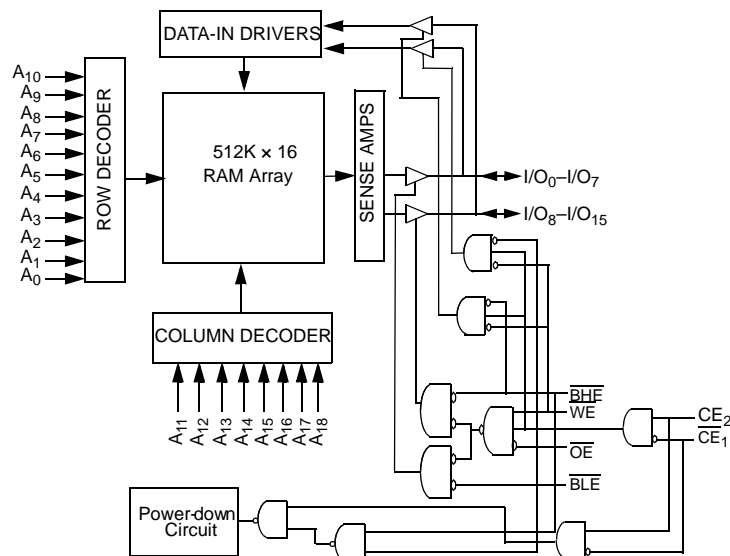 DATA-IN DRIVERS
A10
A9
A8
A7
A6
A5
A4
A3
A2
A1
A0
ROW DECODER
512K × 16
RAM Array
SENSE AMPS
I/O0–I/O7
I/O8–I/O15
COLUMN DECODER
A11
A12
A13
A14
A15
A16
A17
A18
BHE
WE
CE2
CE1
OE
BLE
Power-down
Circuit